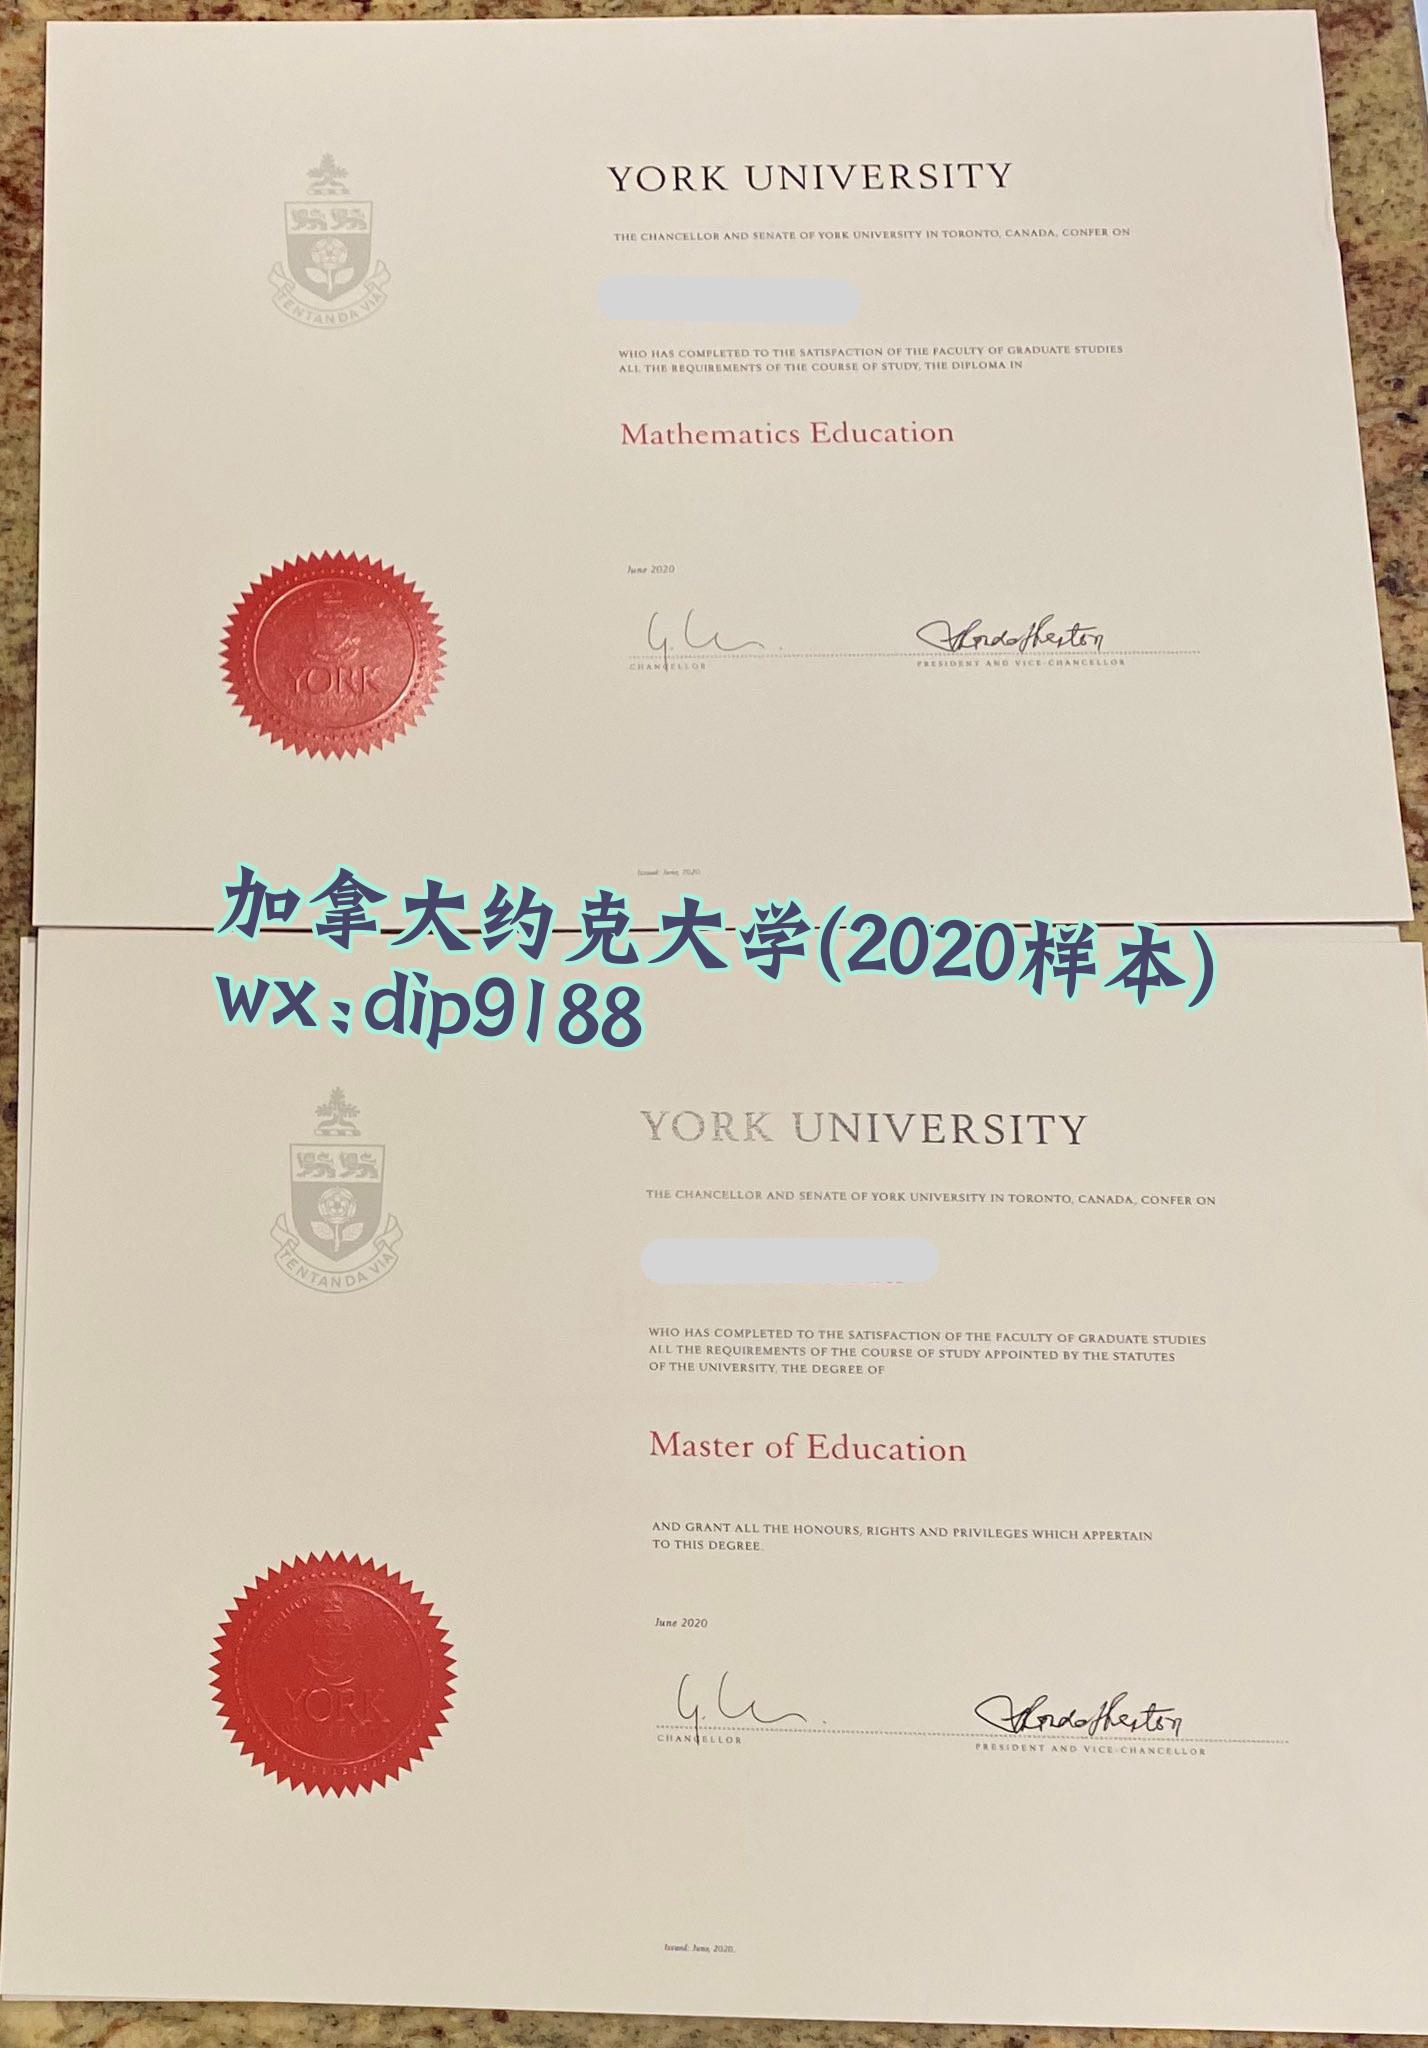 YORK UNIVERSITY
THE CHANCELLOR AND SENATE OF YORK UNIVERSITY IN TORONTO, CANADA, CONFER ON
WHO HAS COMPLETED TO THE SATISFACTION OF THE FACULTY OF GRADUATE STUDIES
ALL THE REQUIREMENTS OF THE COURSE OF STUDY, THE DIPLOMA IN
Mathematics Education
TENTANDA VIA
June 2020
CHANCELLOR
PRESIDENT AND VICE-CHANCELLOR
YORK
Issued: June, 2020.
加拿大约克大学(2020样本)
wx:dip9188
YORK UNIVERSITY
THE CHANCELLOR AND SENATE OF YORK UNIVERSITY IN TORONTO, CANADA, CONFER ON
TENTANDA VIA
WHO HAS COMPLETED TO THE SATISFACTION OF THE FACULTY OF GRADUATE STUDIES
ALL THE REQUIREMENTS OF THE COURSE OF STUDY APPOINTED BY THE STATUTES
OF THE UNIVERSITY, THE DEGREE OF
Master of Education
AND GRANT ALL THE HONOURS, RIGHTS AND PRIVILEGES WHICH APPERTAIN
TO THIS DEGREE.
June 2020
YORK
CHANCELLOR
PRESIDENT AND VICE-CHANCELLOR
Issued: June, 2020.